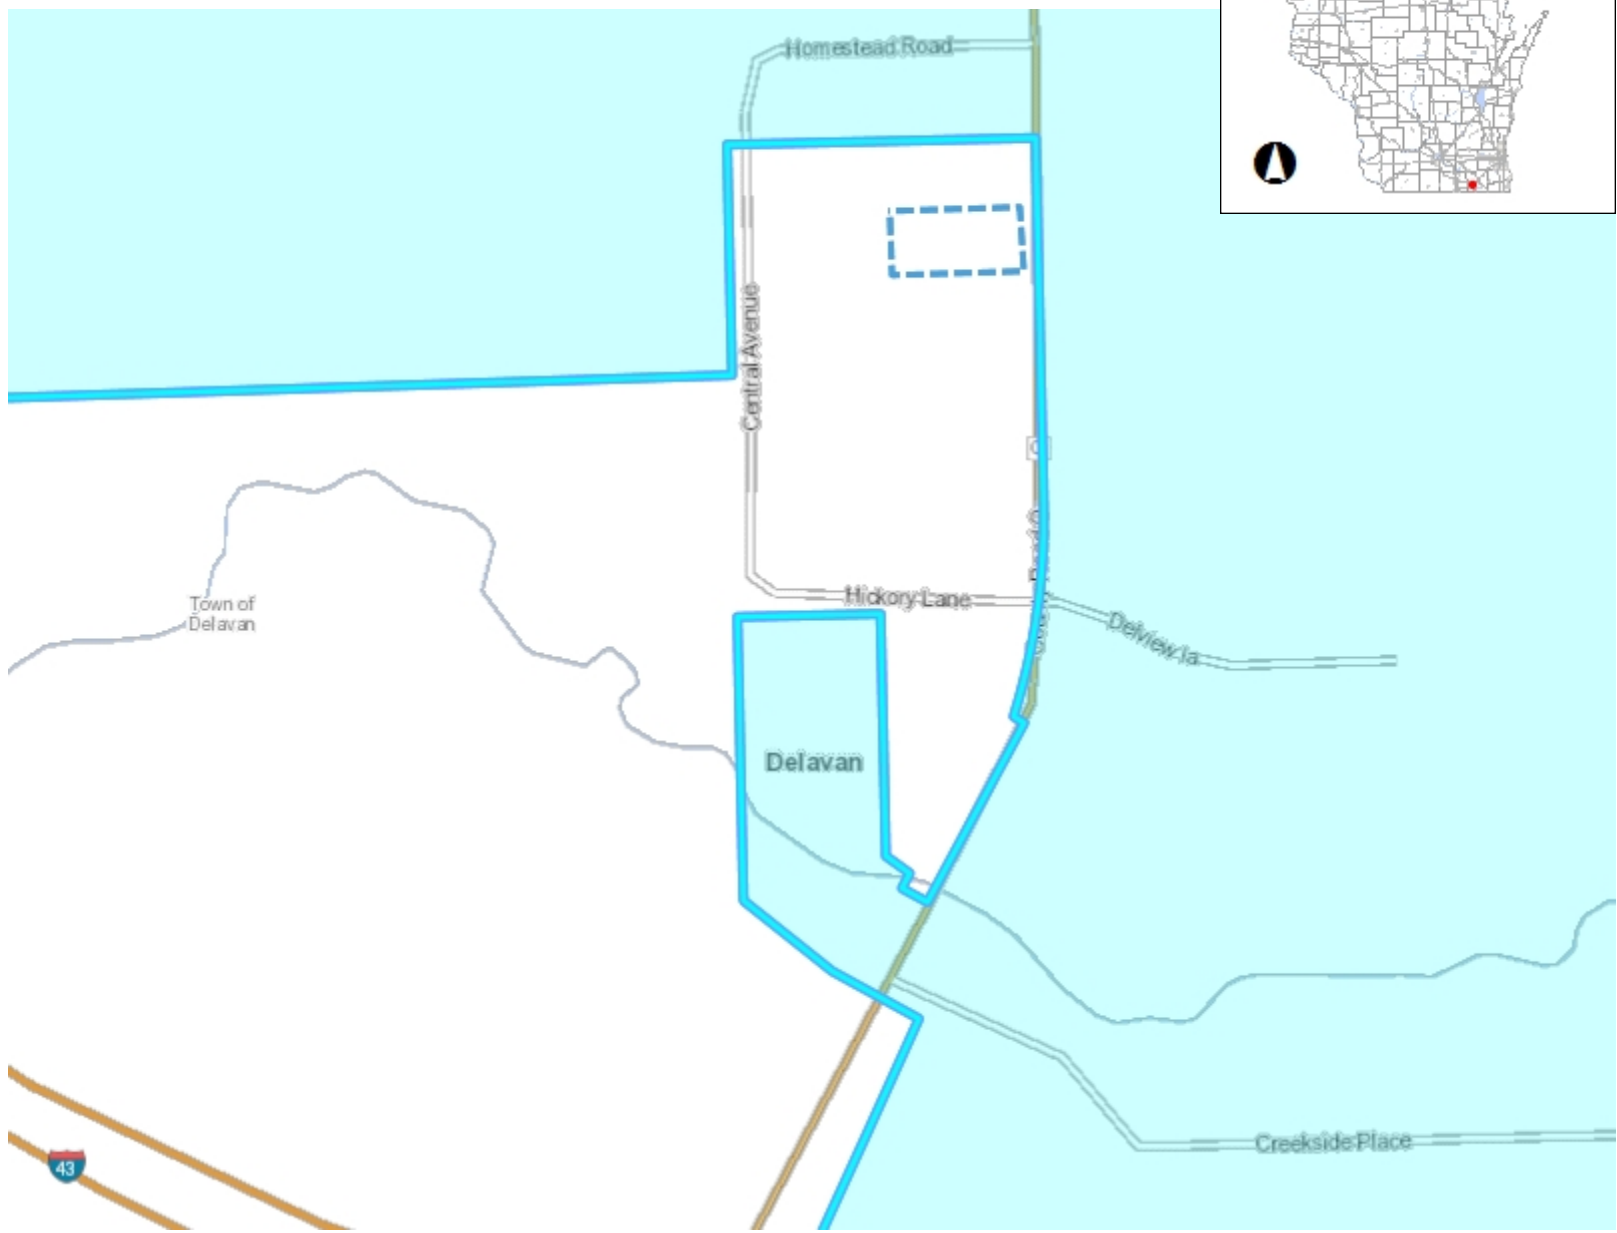 Homestead Road
Central Avenue
Hickory Lane
Delview la
Town of
Delavan
Delavan
Creekside Place
43